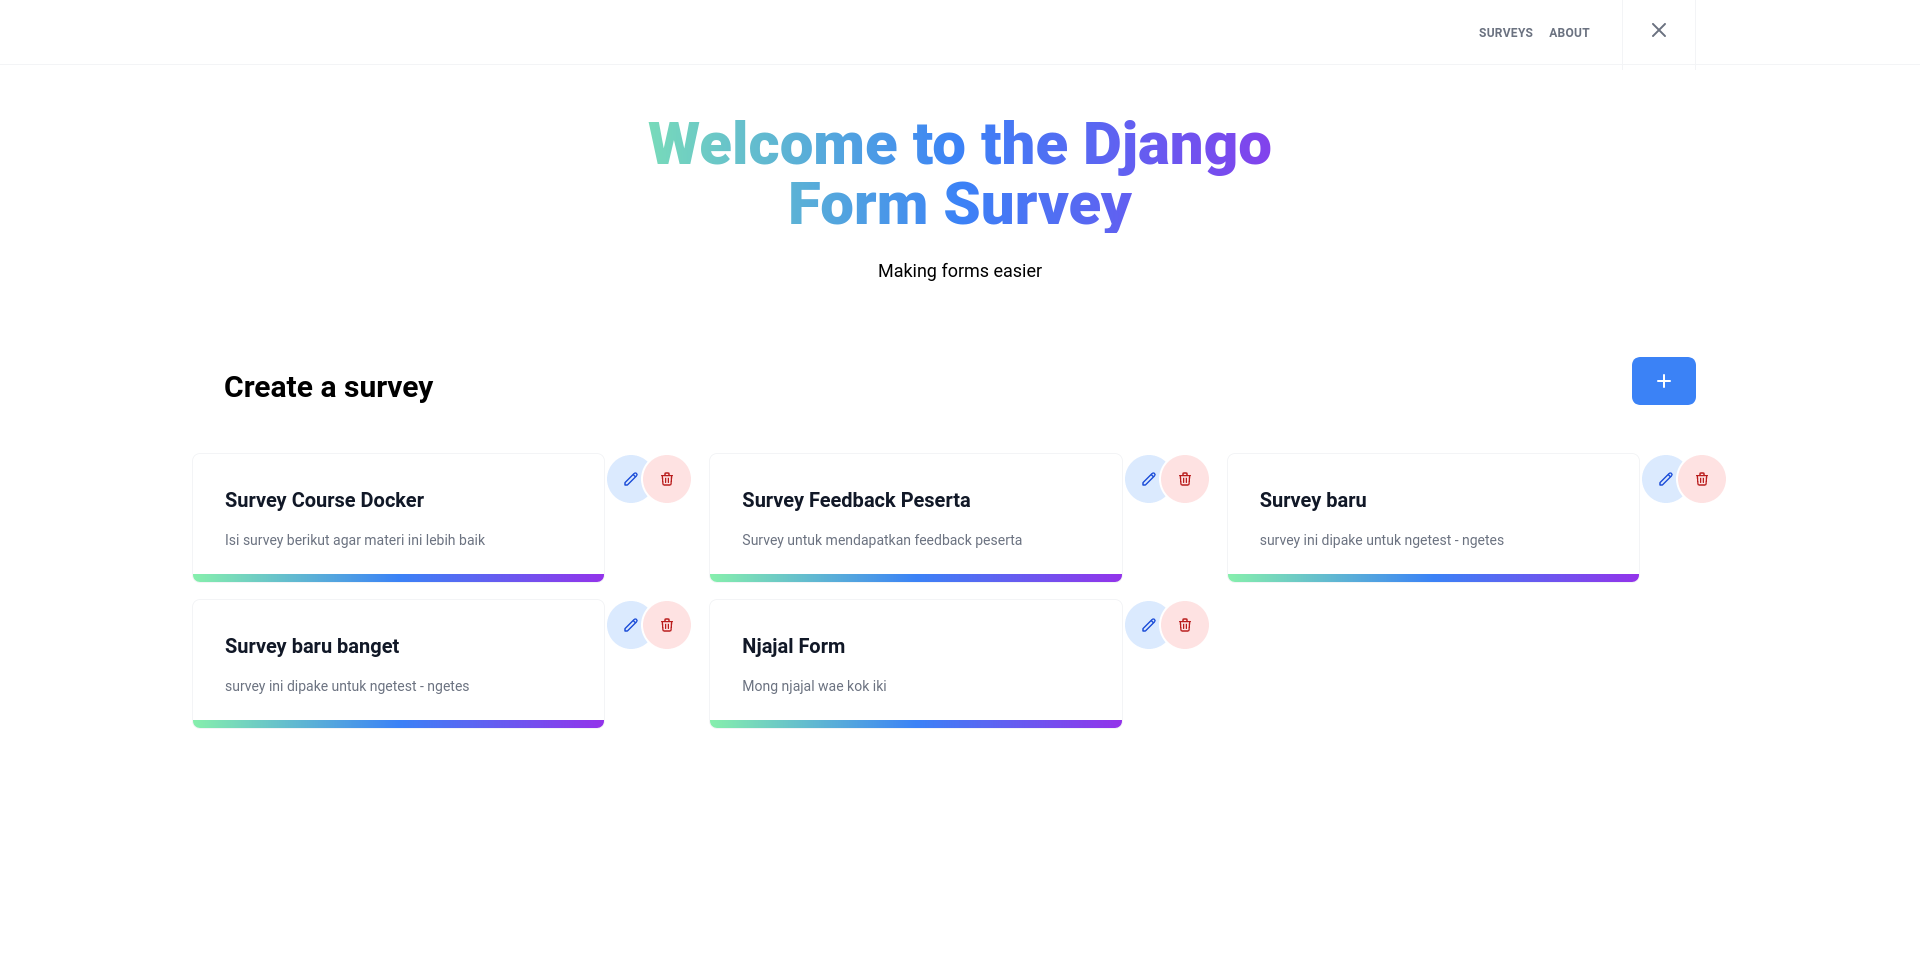 SURVEYS ABOUT
Welcome to the Django
Form Survey
Making forms easier
Create a survey
Survey Course Docker
Isi survey berikut agar materi ini lebih baik
Survey Feedback Peserta
Survey untuk mendapatkan feedback peserta
Survey baru
survey ini dipake untuk ngetest - ngetes
Survey baru banget
survey ini dipake untuk ngetest - ngetes
Njajal Form
Mong njajal wae kok iki